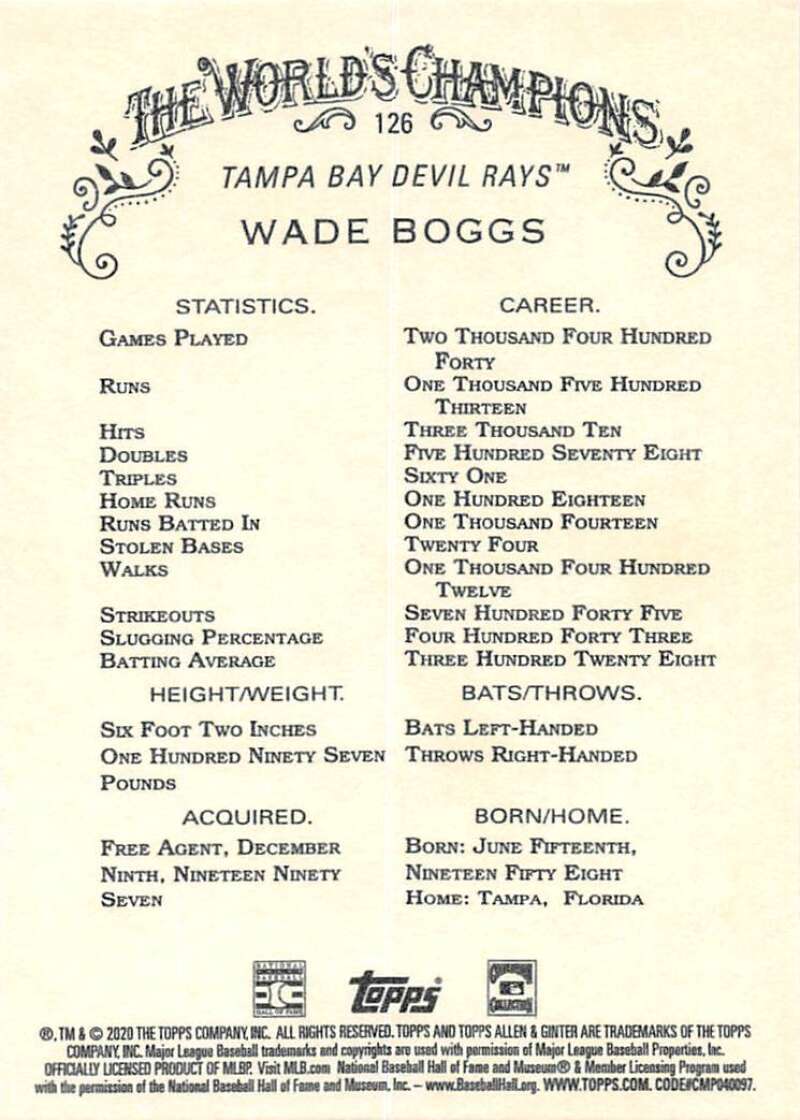 THE WORLD'S CHAMPIONS
126
TAMPA BAY DEVIL RAYS™
WADE BOGGS
STATISTICS. CAREER.
GAMES PLAYED TWO THOUSAND FOUR HUNDRED
FORTY
RUNS ONE THOUSAND FIVE HUNDRED
THIRTEEN
HITS THREE THOUSAND TEN
DOUBLES FIVE HUNDRED SEVENTY EIGHT
TRIPLES SIXTY ONE
HOME RUNS ONE HUNDRED EIGHTEEN
RUNS BATTED IN ONE THOUSAND FOURTEEN
STOLEN BASES TWENTY FOUR
WALKS ONE THOUSAND FOUR HUNDRED
TWELVE
STRIKEOUTS SEVEN HUNDRED FORTY FIVE
SLUGGING PERCENTAGE FOUR HUNDRED FORTY THREE
BATTING AVERAGE THREE HUNDRED TWENTY EIGHT
HEIGHT/WEIGHT. BATS/THROWS.
SIX FOOT TWO INCHES BATS LEFT-HANDED
ONE HUNDRED NINETY SEVEN THROWS RIGHT-HANDED
POUNDS
ACQUIRED. BORN/HOME.
FREE AGENT, DECEMBER BORN: JUNE FIFTEENTH,
NINTH, NINETEEN NINETY NINETEEN FIFTY EIGHT
SEVEN HOME: TAMPA, FLORIDA
NATIONAL BASEBALL HALL OF FAME Topps® COOPERSTOWN COLLECTION
®, TM & © 2020 THE TOPPS COMPANY, INC. ALL RIGHTS RESERVED. TOPPS AND TOPPS ALLEN & GINTER ARE TRADEMARKS OF THE TOPPS
COMPANY, INC. Major League Baseball trademarks and copyrights are used with permission of Major League Baseball Properties, Inc.
OFFICIALLY LICENSED PRODUCT OF MLBP. Visit MLB.com National Baseball Hall of Fame and Museum® & Member Licensing Program used
with the permission of the National Baseball Hall of Fame and Museum, Inc. – www.BaseballHall.org. WWW.TOPPS.COM. CODE#CMP040097.